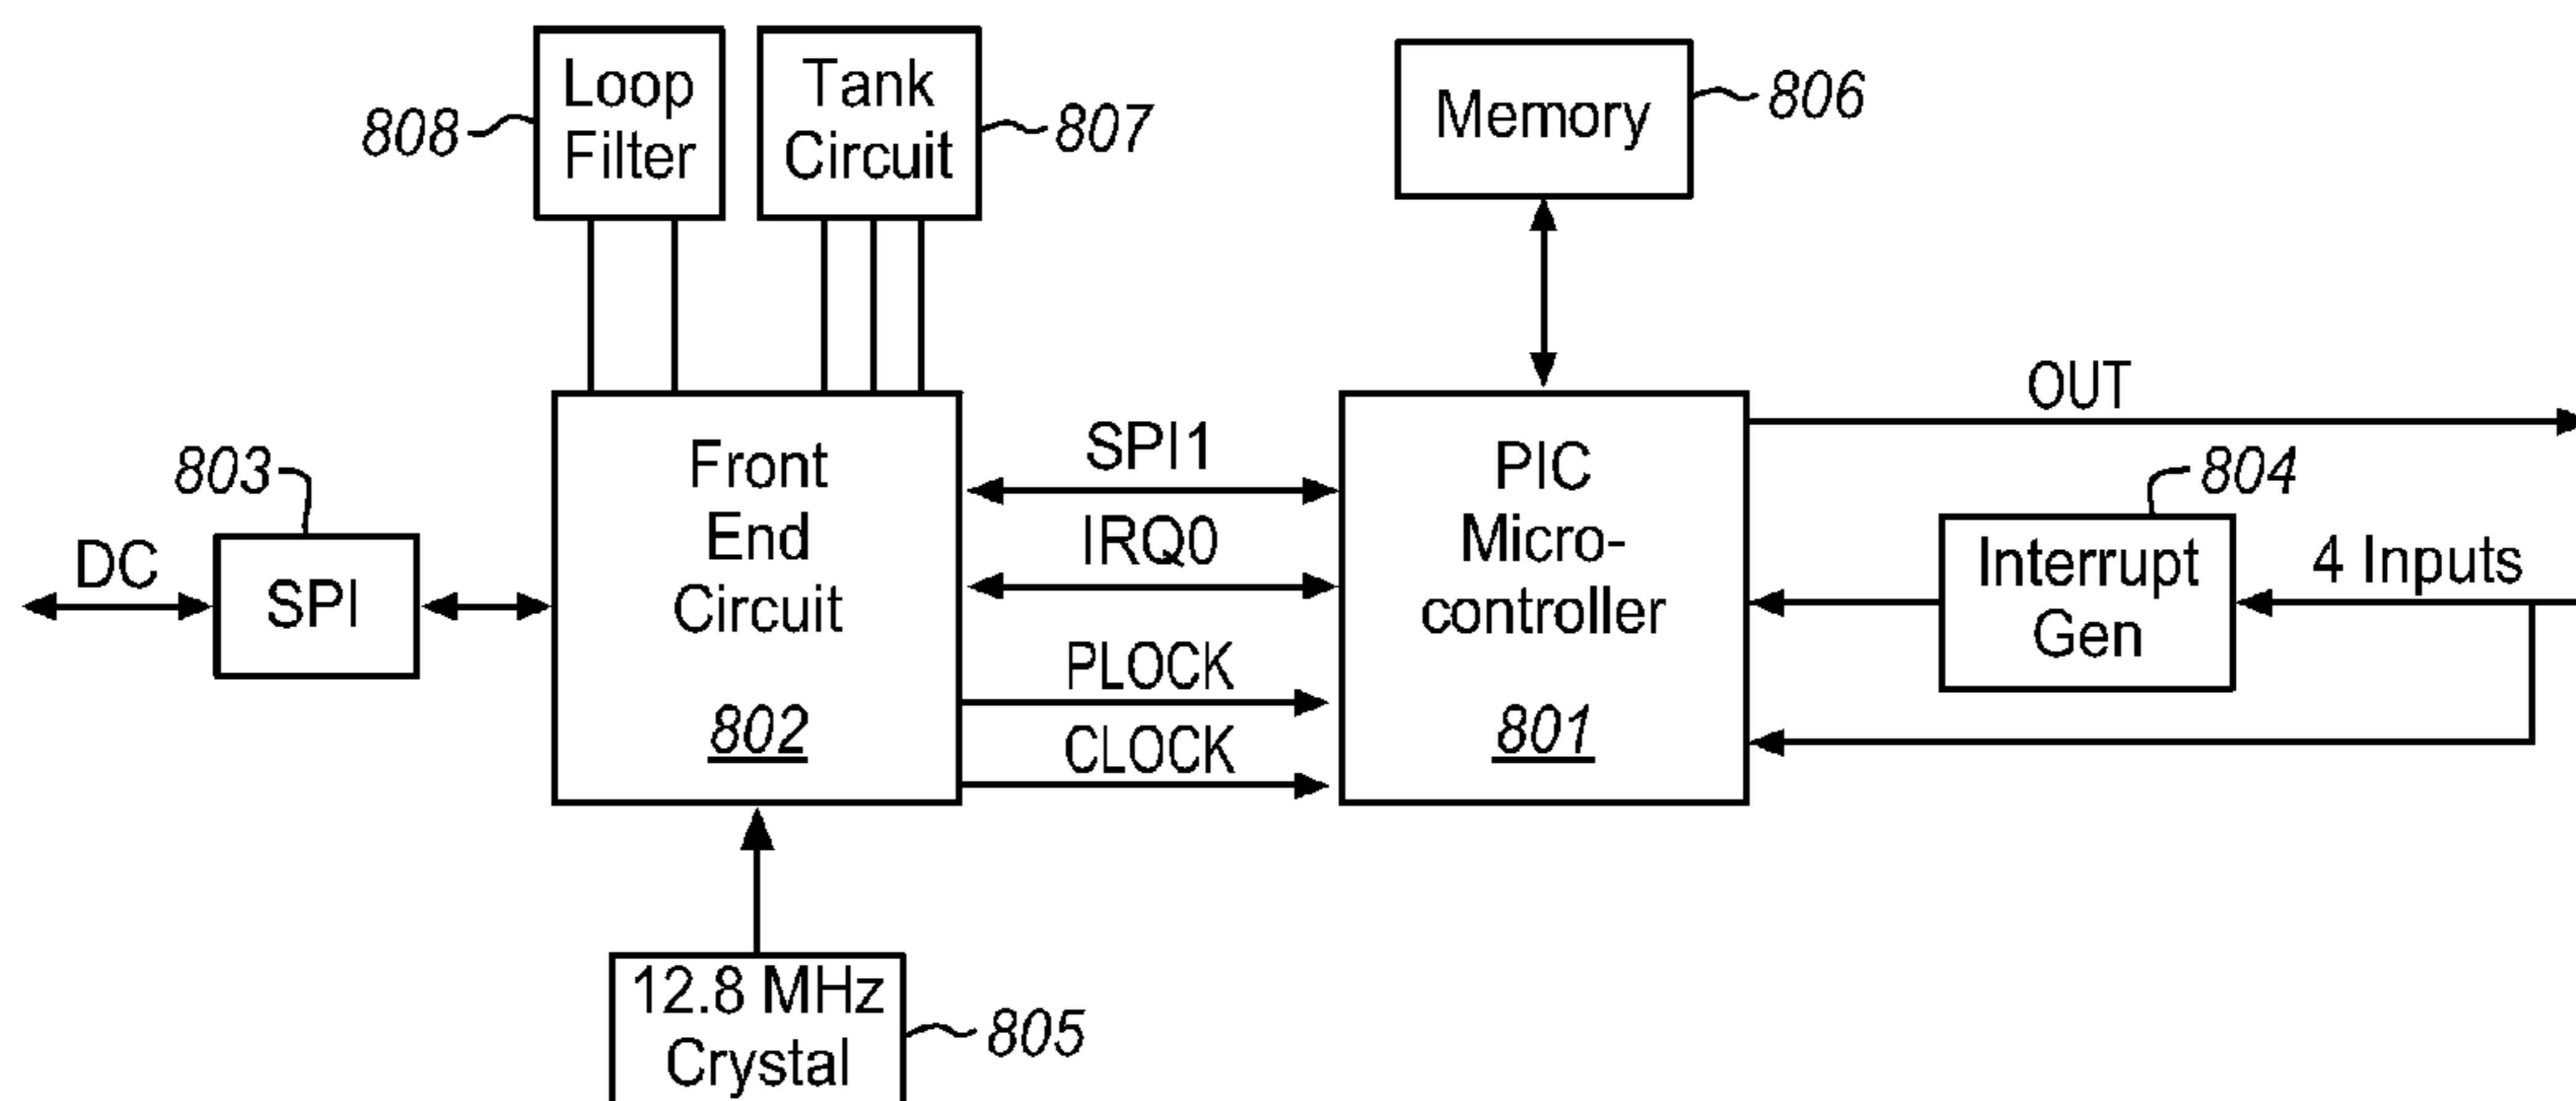 Loop
Filter
808
Tank
Circuit
807
Memory
806
803
DC
SPI
Front
End
Circuit
802
SPI1
IRQ0
PLOCK
CLOCK
PIC
Micro-
controller
801
OUT
804
Interrupt
Gen
4 Inputs
12.8 MHz
Crystal
805